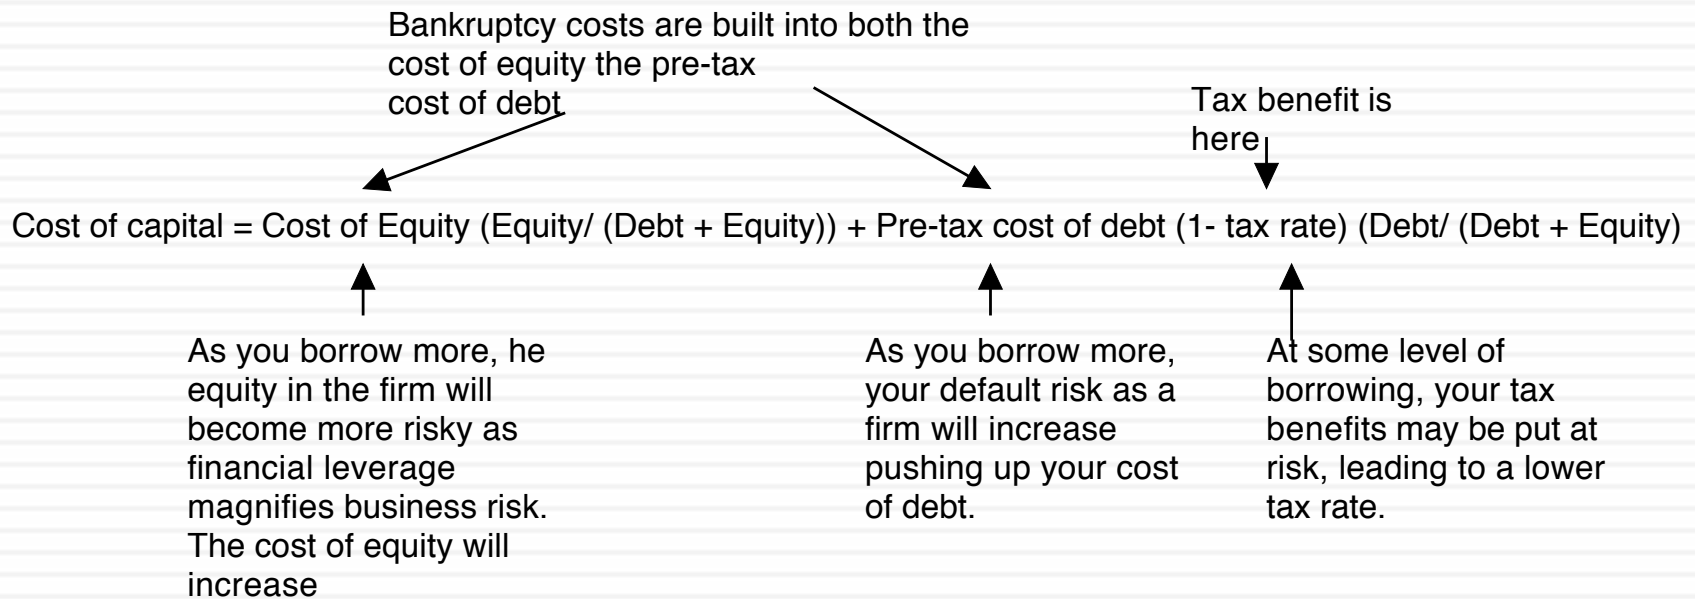 Bankruptcy costs are built into both the
cost of equity the pre-tax
cost of debt
Tax benefit is
here
Cost of capital = Cost of Equity (Equity/ (Debt + Equity)) + Pre-tax cost of debt (1- tax rate) (Debt/ (Debt + Equity)
As you borrow more, he
equity in the firm will
become more risky as
financial leverage
magnifies business risk.
The cost of equity will
increase
As you borrow more,
your default risk as a
firm will increase
pushing up your cost
of debt.
At some level of
borrowing, your tax
benefits may be put at
risk, leading to a lower
tax rate.